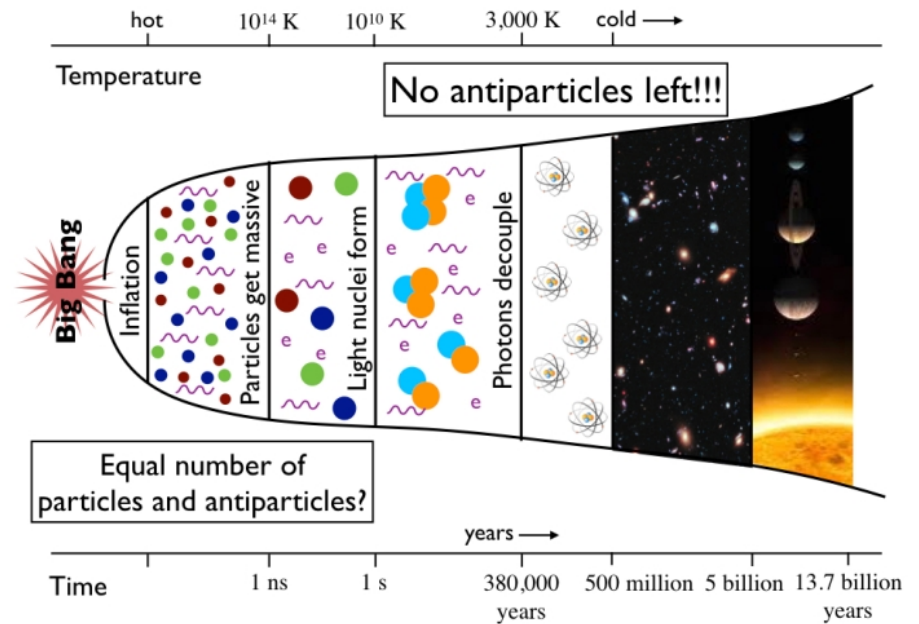 hot 10¹⁴ K 10¹⁰ K 3,000 K cold →
Temperature
No antiparticles left!!!
Big Bang
Inflation
Particles get massive
Light nuclei form
Photons decouple
e
e
e
e
e
e
e
e
e
Equal number of
particles and antiparticles?
years →
Time
1 ns 1 s 380,000 500 million 5 billion 13.7 billion
years years